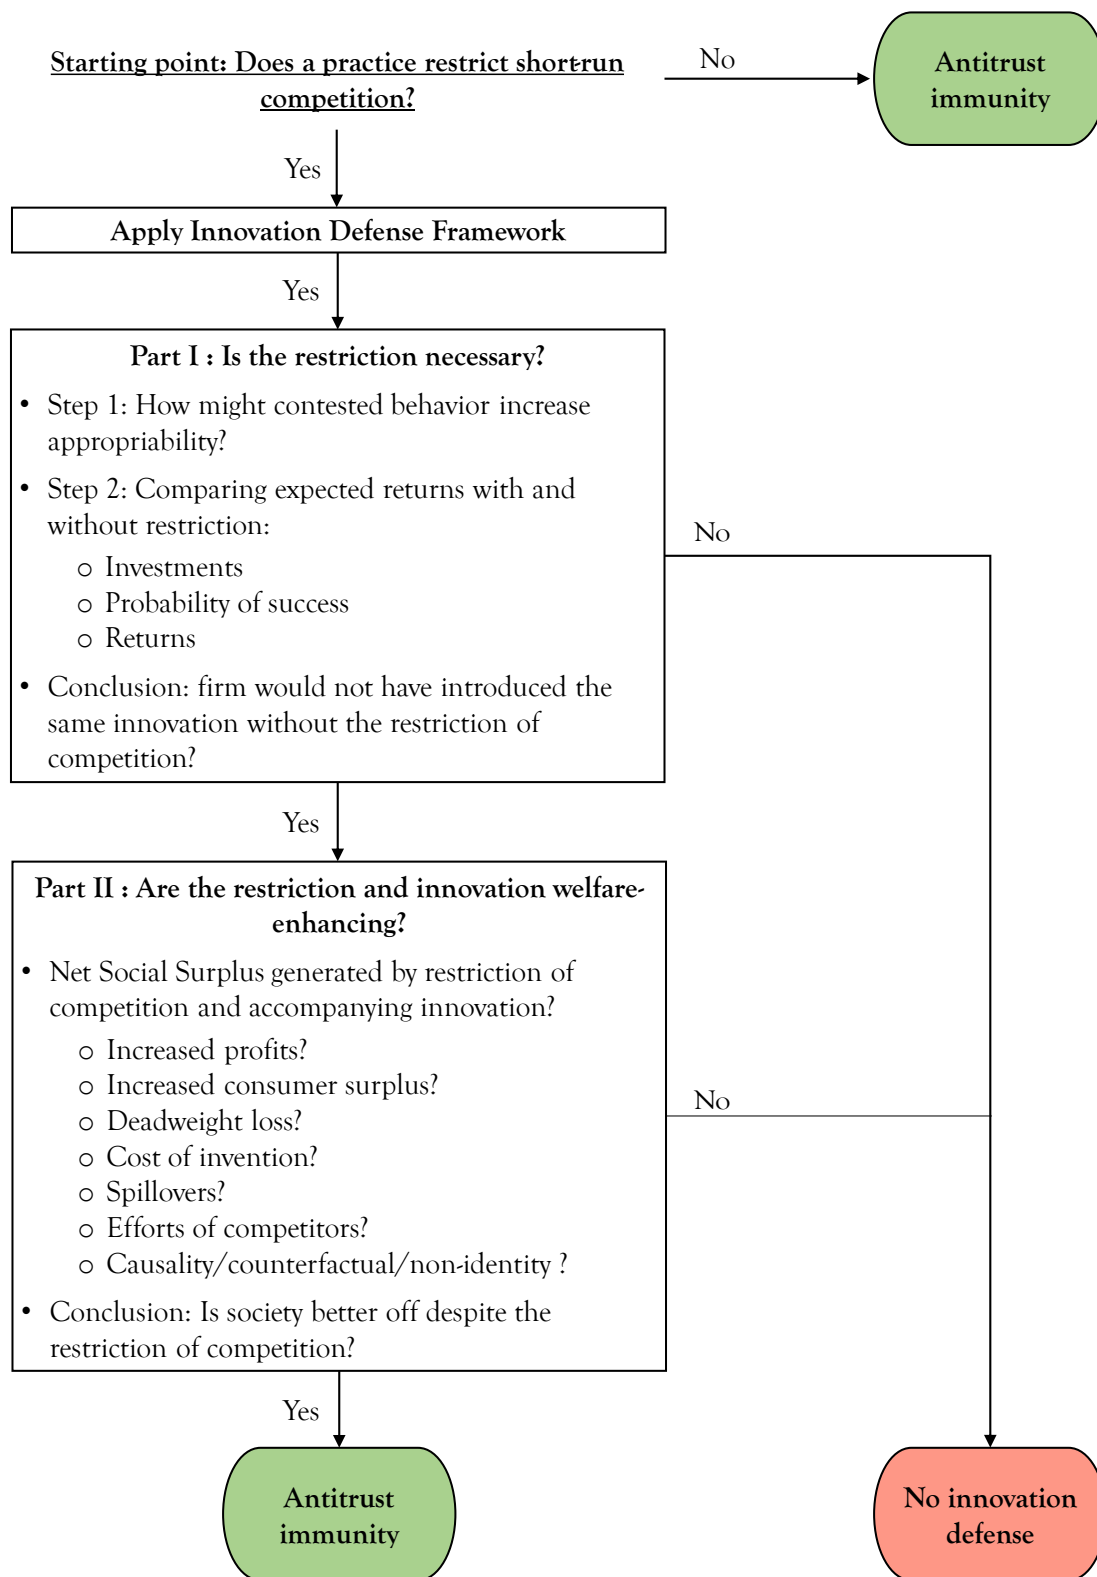 Starting point: Does a practice restrict short-run
competition?
No
Antitrust
immunity
Yes
Apply Innovation Defense Framework
Yes
Part I : Is the restriction necessary?
• Step 1: How might contested behavior increase
appropriability?
• Step 2: Comparing expected returns with and
without restriction:
o Investments
o Probability of success
o Returns
• Conclusion: firm would not have introduced the
same innovation without the restriction of
competition?
No
Yes
Part II : Are the restriction and innovation welfare-
enhancing?
• Net Social Surplus generated by restriction of
competition and accompanying innovation?
o Increased profits?
o Increased consumer surplus?
o Deadweight loss?
o Cost of invention?
o Spillovers?
o Efforts of competitors?
o Causality/counterfactual/non-identity ?
• Conclusion: Is society better off despite the
restriction of competition?
No
Yes
Antitrust
immunity
No innovation
defense